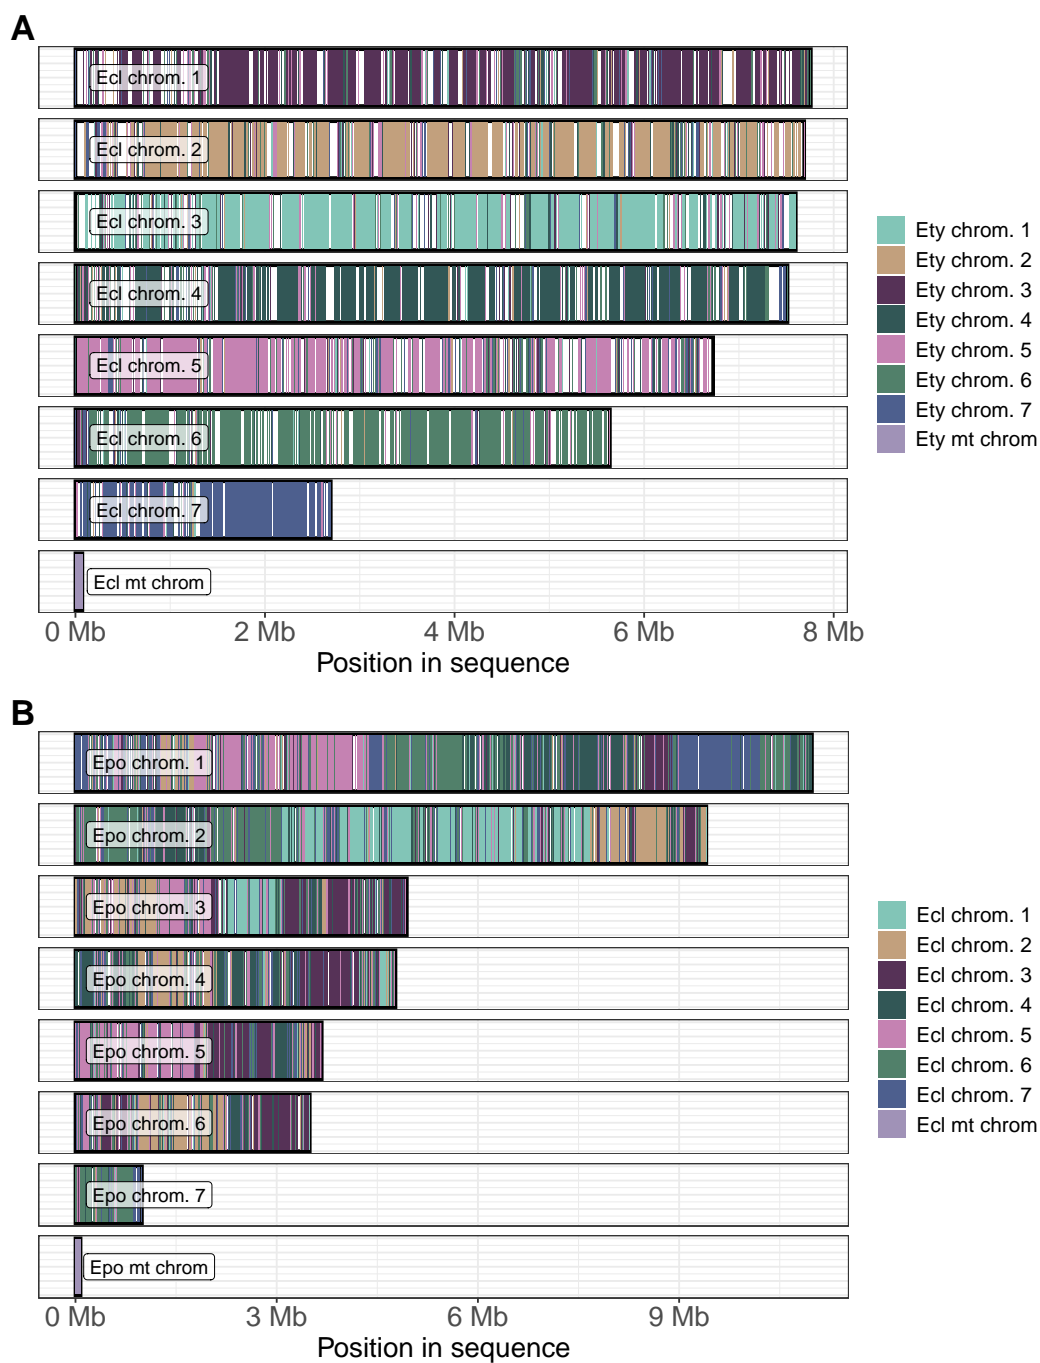 A
Ecl chrom. 1
Ecl chrom. 2
Ecl chrom. 3
Ecl chrom. 4
Ecl chrom. 5
Ecl chrom. 6
Ecl chrom. 7
Ecl mt chrom
0 Mb 2 Mb 4 Mb 6 Mb 8 Mb
Position in sequence
Ety chrom. 1
Ety chrom. 2
Ety chrom. 3
Ety chrom. 4
Ety chrom. 5
Ety chrom. 6
Ety chrom. 7
Ety mt chrom
B
Epo chrom. 1
Epo chrom. 2
Epo chrom. 3
Epo chrom. 4
Epo chrom. 5
Epo chrom. 6
Epo chrom. 7
Epo mt chrom
0 Mb 3 Mb 6 Mb 9 Mb
Position in sequence
Ecl chrom. 1
Ecl chrom. 2
Ecl chrom. 3
Ecl chrom. 4
Ecl chrom. 5
Ecl chrom. 6
Ecl chrom. 7
Ecl mt chrom